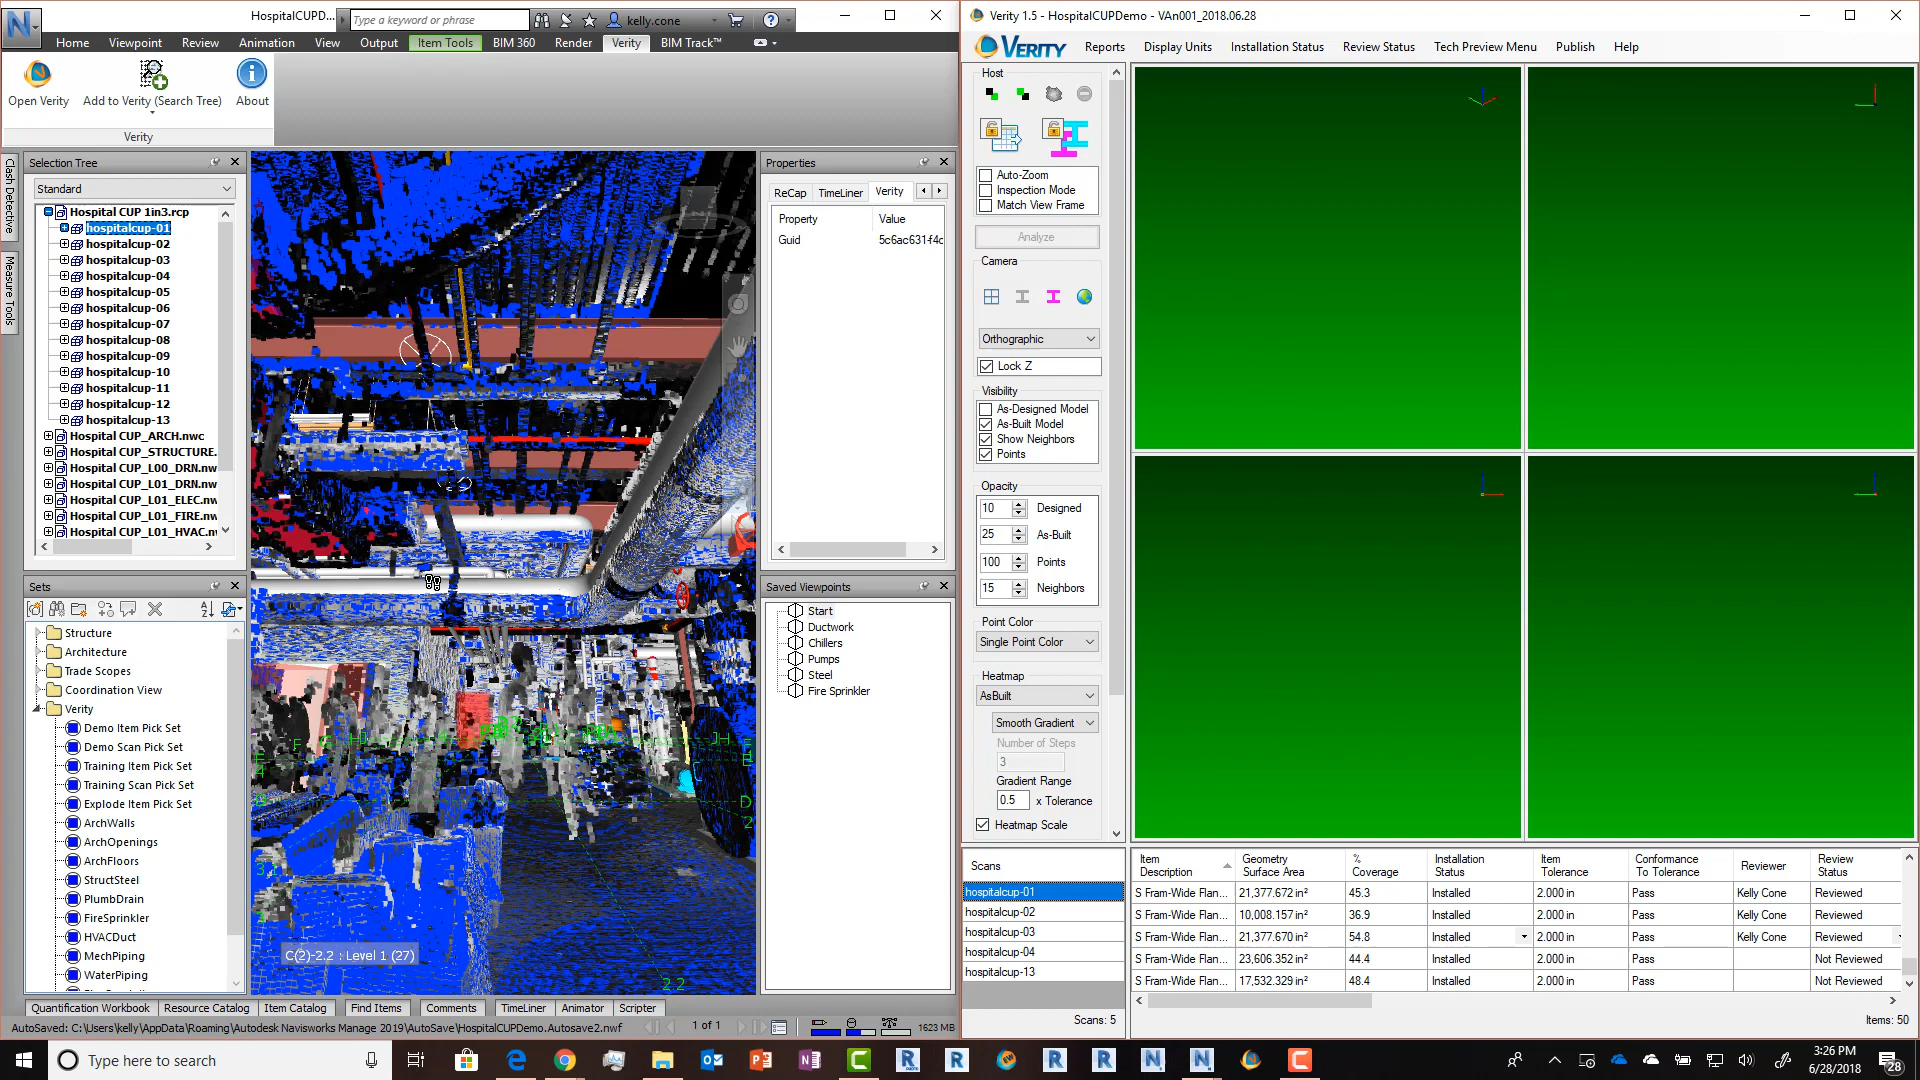 HospitalCUPD...
Type a keyword or phrase
kelly.cone
Home
Viewpoint
Review
Animation
View
Output
Item Tools
BIM 360
Render
Verity
BIM Track™
Open Verity
Add to Verity (Search Tree)
About
Verity
Clash Detective
Measure Tools
Selection Tree
Standard
Hospital CUP 1in3.rcp
hospitalcup-01
hospitalcup-02
hospitalcup-03
hospitalcup-04
hospitalcup-05
hospitalcup-06
hospitalcup-07
hospitalcup-08
hospitalcup-09
hospitalcup-10
hospitalcup-11
hospitalcup-12
hospitalcup-13
Hospital CUP_ARCH.nwc
Hospital CUP_STRUCTURE.
Hospital CUP_L00_DRN.nw
Hospital CUP_L01_DRN.nw
Hospital CUP_L01_ELEC.nw
Hospital CUP_L01_FIRE.nw
Hospital CUP_L01_HVAC.nw
Sets
Structure
Architecture
Trade Scopes
Coordination View
Verity
Demo Item Pick Set
Demo Scan Pick Set
Training Item Pick Set
Training Scan Pick Set
Explode Item Pick Set
ArchWalls
ArchOpenings
ArchFloors
StructSteel
PlumbDrain
FireSprinkler
HVACDuct
MechPiping
WaterPiping
C(2)-2.2 : Level 1 (27)
2.2
Properties
ReCap
TimeLiner
Verity
Property
Value
Guid
5c6ac631-f4c
Saved Viewpoints
Start
Ductwork
Chillers
Pumps
Steel
Fire Sprinkler
Quantification Workbook
Resource Catalog
Item Catalog
Find Items
Comments
TimeLiner
Animator
Scripter
AutoSaved: C:\Users\kelly\AppData\Roaming\Autodesk Navisworks Manage 2019\AutoSave\HospitalCUPDemo.Autosave2.nwf
1 of 1
1623 MB
Verity 1.5 - HospitalCUPDemo - VAn001_2018.06.28
VERITY
Reports
Display Units
Installation Status
Review Status
Tech Preview Menu
Publish
Help
Host
Auto-Zoom
Inspection Mode
Match View Frame
Analyze
Camera
Orthographic
Lock Z
Visibility
As-Designed Model
As-Built Model
Show Neighbors
Points
Opacity
10 Designed
25 As-Built
100 Points
15 Neighbors
Point Color
Single Point Color
Heatmap
AsBuilt
Smooth Gradient
Number of Steps
3
Gradient Range
0.5 x Tolerance
Heatmap Scale
Scans
hospitalcup-01
hospitalcup-02
hospitalcup-03
hospitalcup-04
hospitalcup-13
Scans: 5
Item Description
Geometry Surface Area
% Coverage
Installation Status
Item Tolerance
Conformance To Tolerance
Reviewer
Review Status
S Fram-Wide Flan... 21,377.672 in² 45.3 Installed 2.000 in Pass Kelly Cone Reviewed
S Fram-Wide Flan... 10,008.157 in² 36.9 Installed 2.000 in Pass Kelly Cone Reviewed
S Fram-Wide Flan... 21,377.670 in² 54.8 Installed 2.000 in Pass Kelly Cone Reviewed
S Fram-Wide Flan... 23,606.352 in² 44.4 Installed 2.000 in Pass Not Reviewed
S Fram-Wide Flan... 17,532.329 in² 48.4 Installed 2.000 in Pass Not Reviewed
Items: 50
Type here to search
3:26 PM
6/28/2018
28